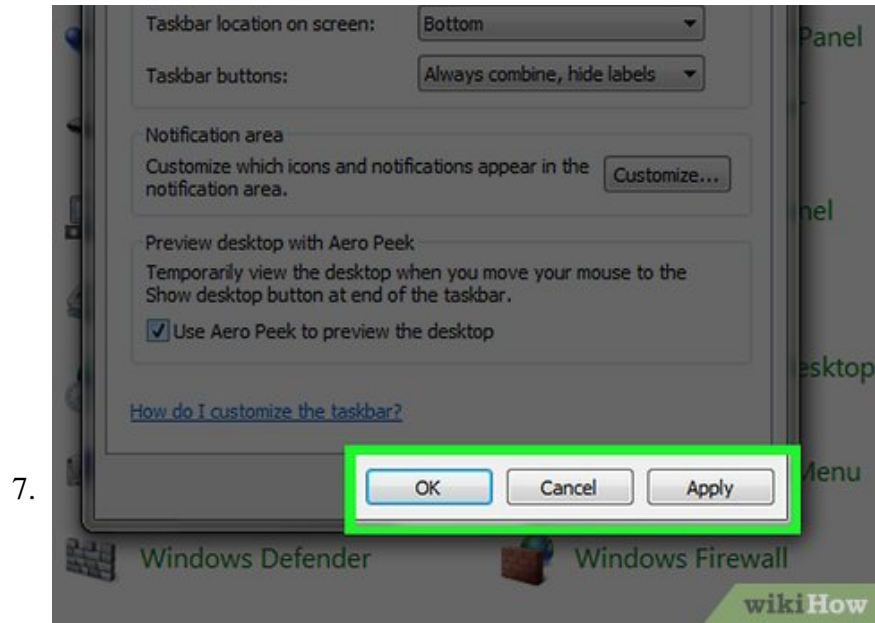 Taskbar location on screen: Bottom
Panel
Taskbar buttons: Always combine, hide labels
Notification area
Customize which icons and notifications appear in the
notification area.
Customize...
nel
Preview desktop with Aero Peek
Temporarily view the desktop when you move your mouse to the
Show desktop button at end of the taskbar.
Use Aero Peek to preview the desktop
esktop
How do I customize the taskbar?
Menu
7.
OK Cancel Apply
Windows Defender Windows Firewall
wikiHow